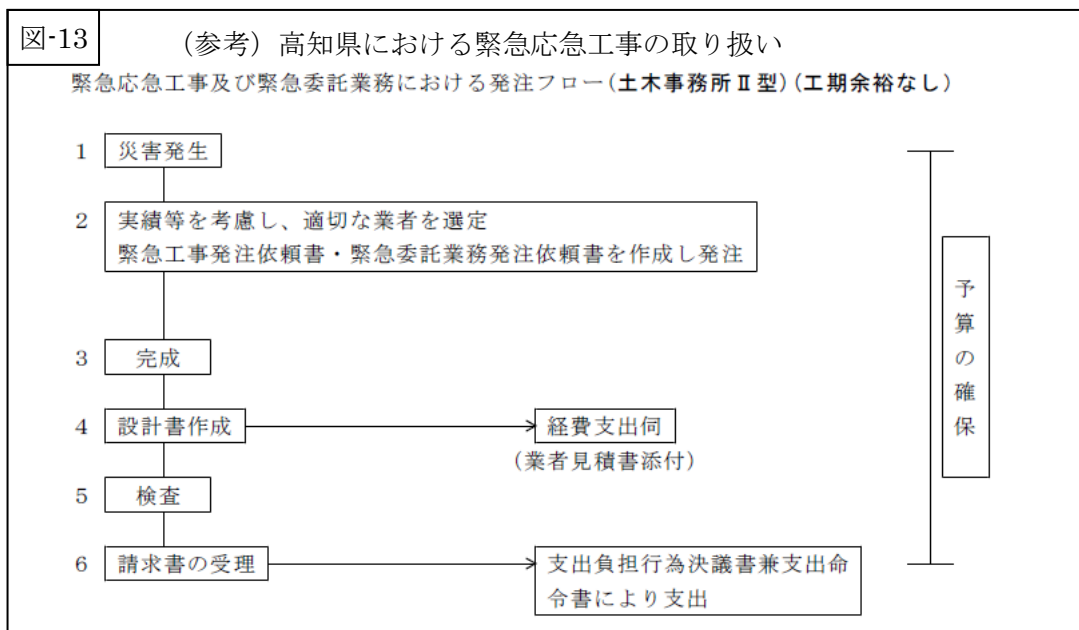 図-13
(参考)高知県における緊急応急工事の取り扱い
緊急応急工事及び緊急委託業務における発注フロー(土木事務所Ⅱ型)(工期余裕なし)
1 災害発生
2 実績等を考慮し、適切な業者を選定
緊急工事発注依頼書・緊急委託業務発注依頼書を作成し発注
3 完成
4 設計書作成
経費支出伺
(業者見積書添付)
5 検査
6 請求書の受理
支出負担行為決議書兼支出命
令書により支出
予算の確保